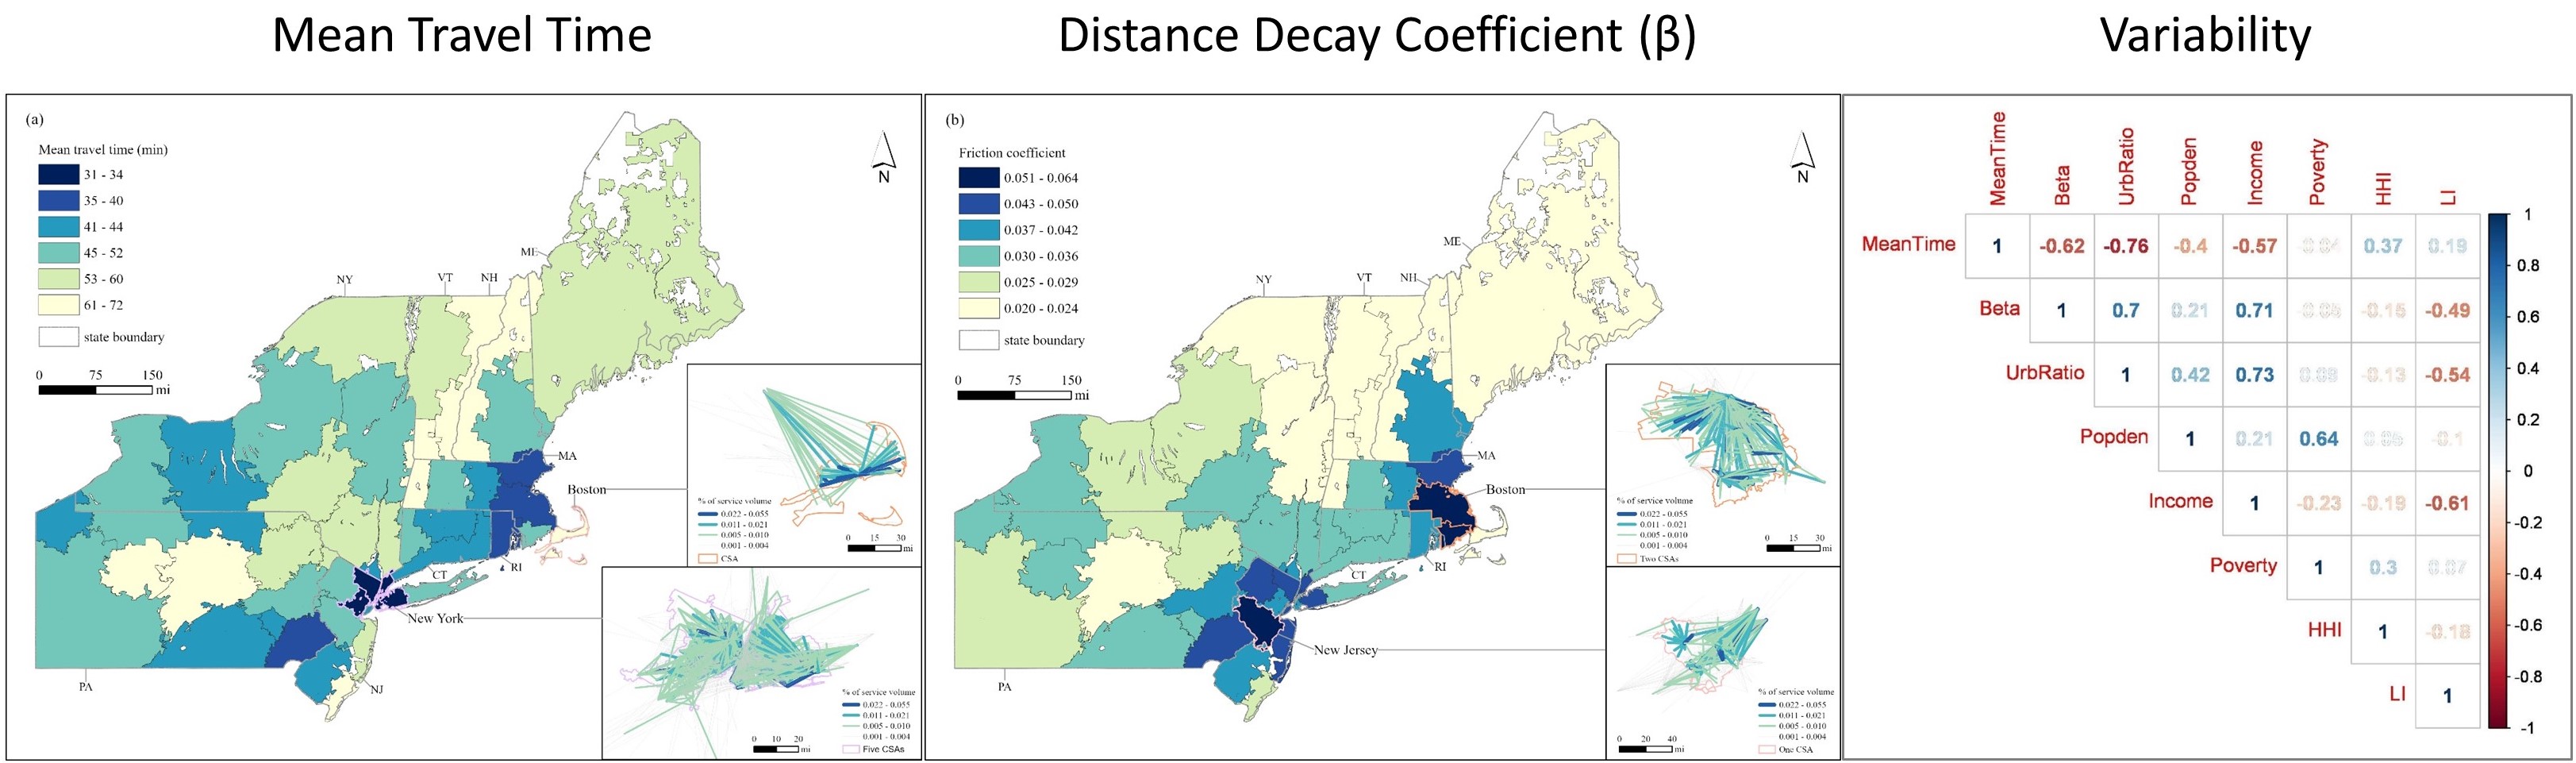 Mean Travel Time
Distance Decay Coefficient (β)
Variability
(a)
Mean travel time (min)
31 - 34
35 - 40
41 - 44
45 - 52
53 - 60
61 - 72
state boundary
0 75 150
mi
N
NY
VT
NH
ME
MA
Boston
CT
RI
New York
NJ
PA
% of service volume
0.022 - 0.055
0.011 - 0.021
0.005 - 0.010
0.001 - 0.004
CSA
0 15 30
mi
% of service volume
0.022 - 0.055
0.011 - 0.021
0.005 - 0.010
0.001 - 0.004
Five CSAs
0 10 20
mi
(b)
Friction coefficient
0.051 - 0.064
0.043 - 0.050
0.037 - 0.042
0.030 - 0.036
0.025 - 0.029
0.020 - 0.024
state boundary
0 75 150
mi
N
NY
VT
NH
ME
MA
Boston
CT
RI
New Jersey
PA
% of service volume
0.022 - 0.055
0.011 - 0.021
0.005 - 0.010
0.001 - 0.004
Two CSAs
0 15 30
mi
% of service volume
0.022 - 0.055
0.011 - 0.021
0.005 - 0.010
0.001 - 0.004
One CSA
0 20 40
mi
MeanTime Beta UrbRatio Popden Income Poverty HHI LI
MeanTime 1 -0.62 -0.76 -0.4 -0.57 0.37 0.19
Beta 1 0.7 0.21 0.71 -0.15 -0.49
UrbRatio 1 0.42 0.73 -0.13 -0.54
Popden 1 0.21 0.64 -0.1
Income 1 -0.23 -0.19 -0.61
Poverty 1 0.3 0.07
HHI 1 -0.18
LI 1
1
0.8
0.6
0.4
0.2
0
-0.2
-0.4
-0.6
-0.8
-1